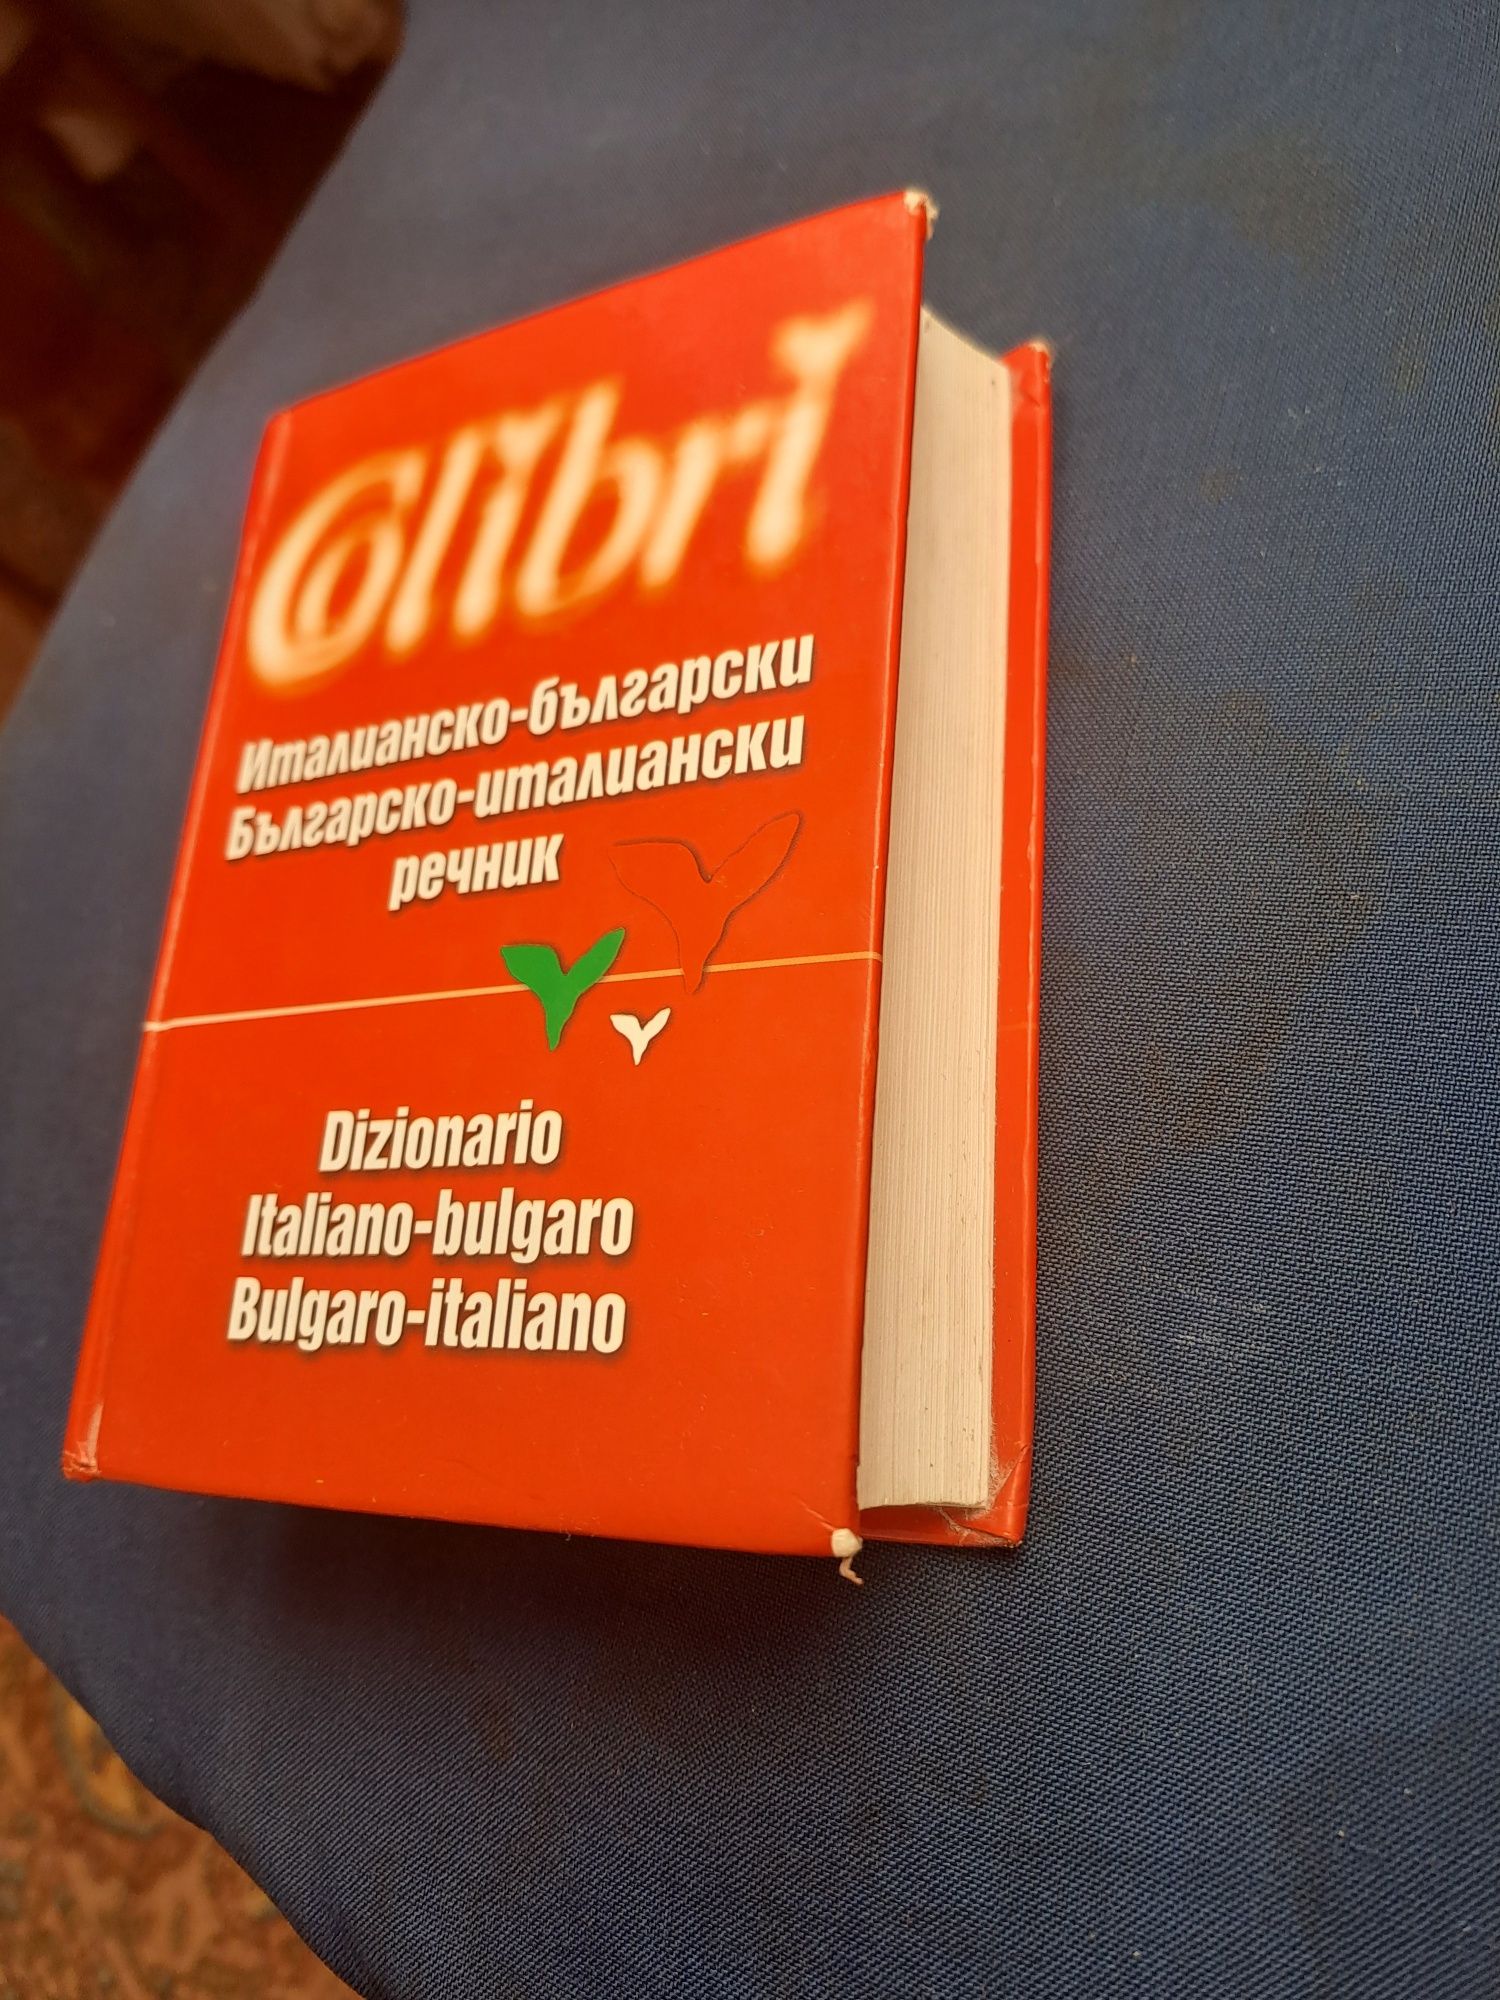 Colibri
Италианско-български
Българско-италиански
речник
Dizionario
Italiano-bulgaro
Bulgaro-italiano